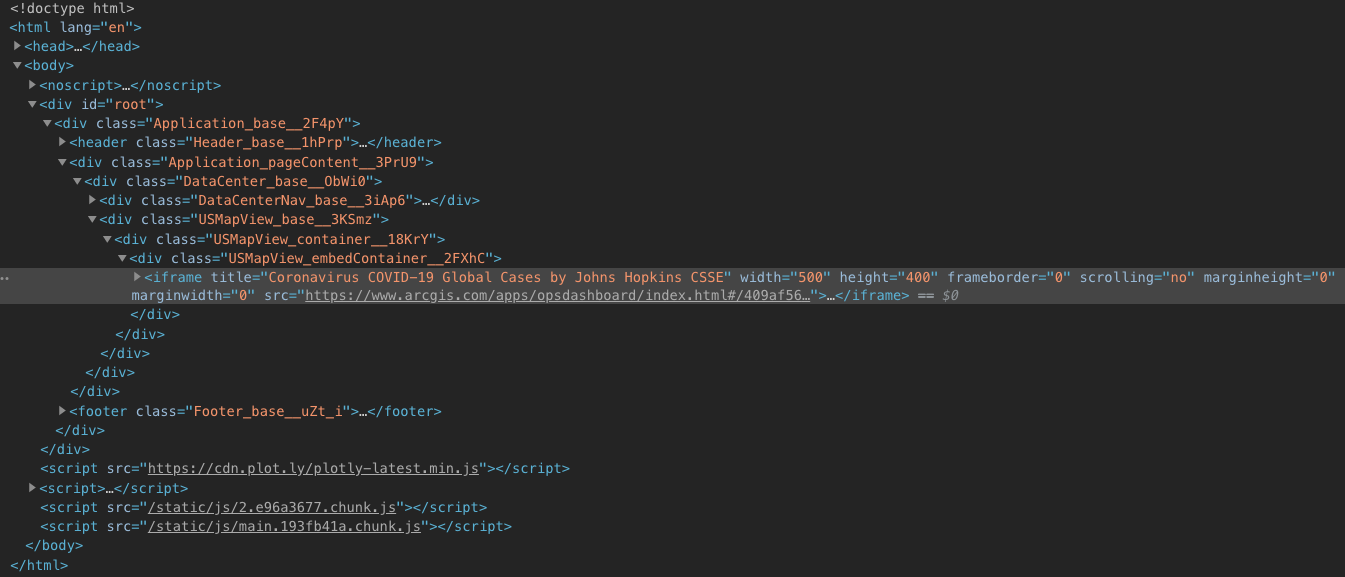 <!doctype html>
<html lang="en">
<head>…</head>
<body>
<noscript>…</noscript>
<div id="root">
<div class="Application_base__2F4pY">
<header class="Header_base__1hPrp">…</header>
<div class="Application_pageContent__3PrU9">
<div class="DataCenter_base__ObWi0">
<div class="DataCenterNav_base__3iAp6">…</div>
<div class="USMapView_base__3KSmz">
<div class="USMapView_container__18KrY">
<div class="USMapView_embedContainer__2FXhC">
<iframe title="Coronavirus COVID-19 Global Cases by Johns Hopkins CSSE" width="500" height="400" frameborder="0" scrolling="no" marginheight="0"
marginwidth="0" src="https://www.arcgis.com/apps/opsdashboard/index.html#/409af56…">…</iframe> == $0
</div>
</div>
</div>
</div>
</div>
<footer class="Footer_base__uZt_i">…</footer>
</div>
</div>
<script src="https://cdn.plot.ly/plotly-latest.min.js"></script>
<script>…</script>
<script src="/static/js/2.e96a3677.chunk.js"></script>
<script src="/static/js/main.193fb41a.chunk.js"></script>
</body>
</html>